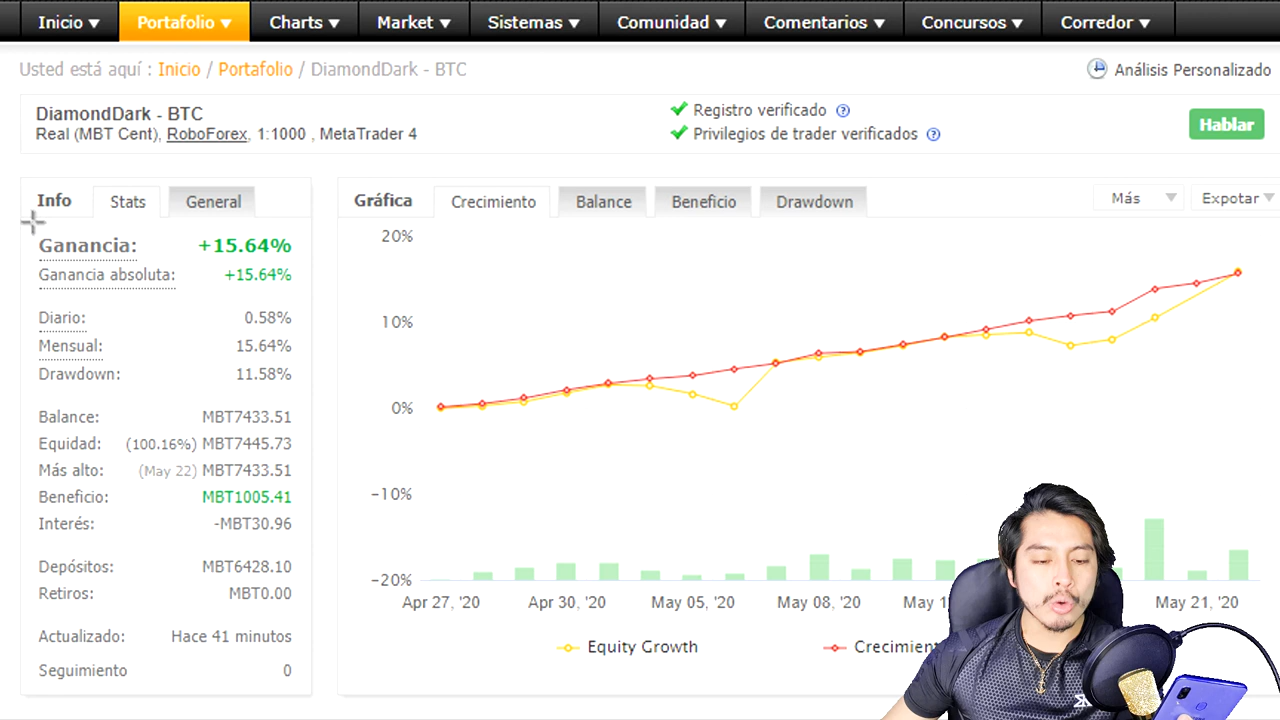 Inicio ▼ Portafolio ▼ Charts ▼ Market ▼ Sistemas ▼ Comunidad ▼ Comentarios ▼ Concursos ▼ Corredor ▼
Usted está aquí : Inicio / Portafolio / DiamondDark - BTC
Análisis Personalizado
DiamondDark - BTC
Real (MBT Cent), RoboForex, 1:1000 , MetaTrader 4
Registro verificado ?
Privilegios de trader verificados ?
Hablar
Info Stats General
Ganancia: +15.64%
Ganancia absoluta: +15.64%
Diario: 0.58%
Mensual: 15.64%
Drawdown: 11.58%
Balance: MBT7433.51
Equidad: (100.16%) MBT7445.73
Más alto: (May 22) MBT7433.51
Beneficio: MBT1005.41
Interés: -MBT30.96
Depósitos: MBT6428.10
Retiros: MBT0.00
Actualizado: Hace 41 minutos
Seguimiento 0
Gráfica Crecimiento Balance Beneficio Drawdown Más ▼ Expotar ▼
20%
10%
0%
-10%
-20%
Apr 27, '20 Apr 30, '20 May 05, '20 May 08, '20 May 1 May 21, '20
Equity Growth Crecimient